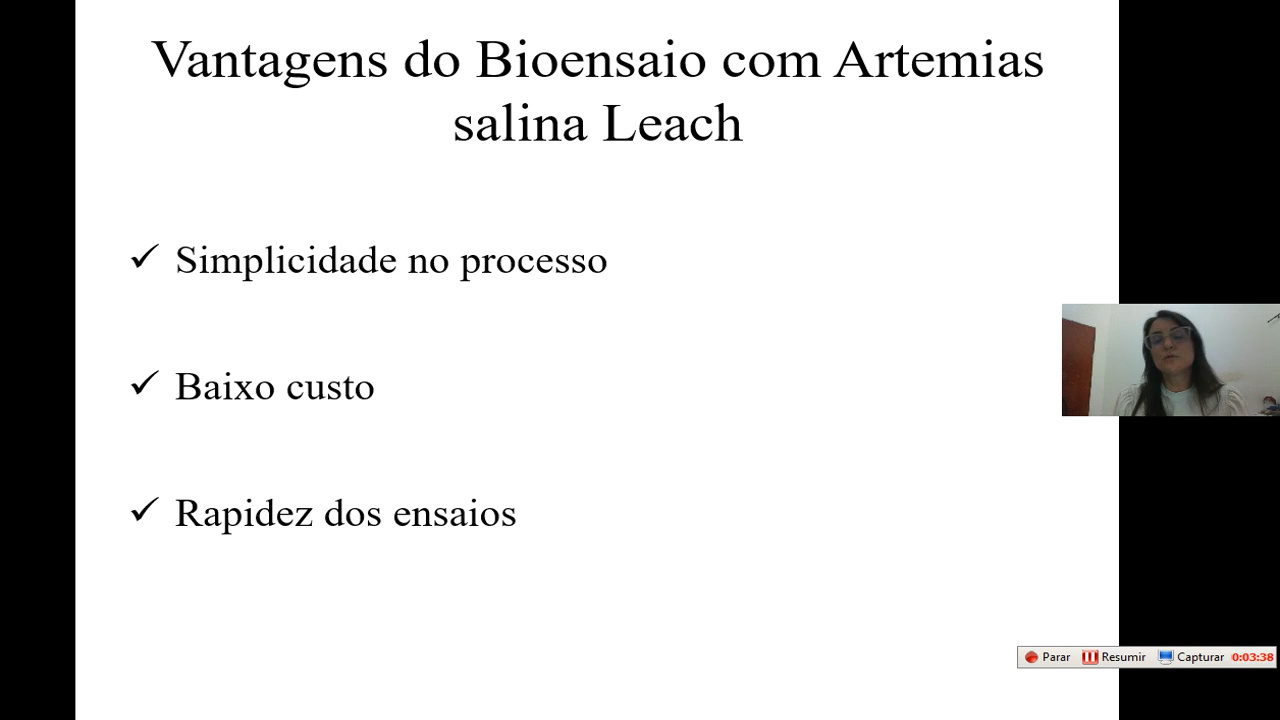 Vantagens do Bioensaio com Artemias
salina Leach
✓ Simplicidade no processo
✓ Baixo custo
✓ Rapidez dos ensaios
Parar Resumir Capturar 0:03:38